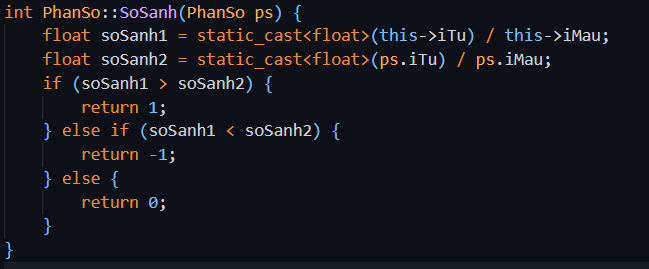 int PhanSo::SoSanh(PhanSo ps) {
    float soSanh1 = static_cast<float>(this->iTu) / this->iMau;
    float soSanh2 = static_cast<float>(ps.iTu) / ps.iMau;
    if (soSanh1 > soSanh2) {
        return 1;
    } else if (soSanh1 < soSanh2) {
        return -1;
    } else {
        return 0;
    }
}